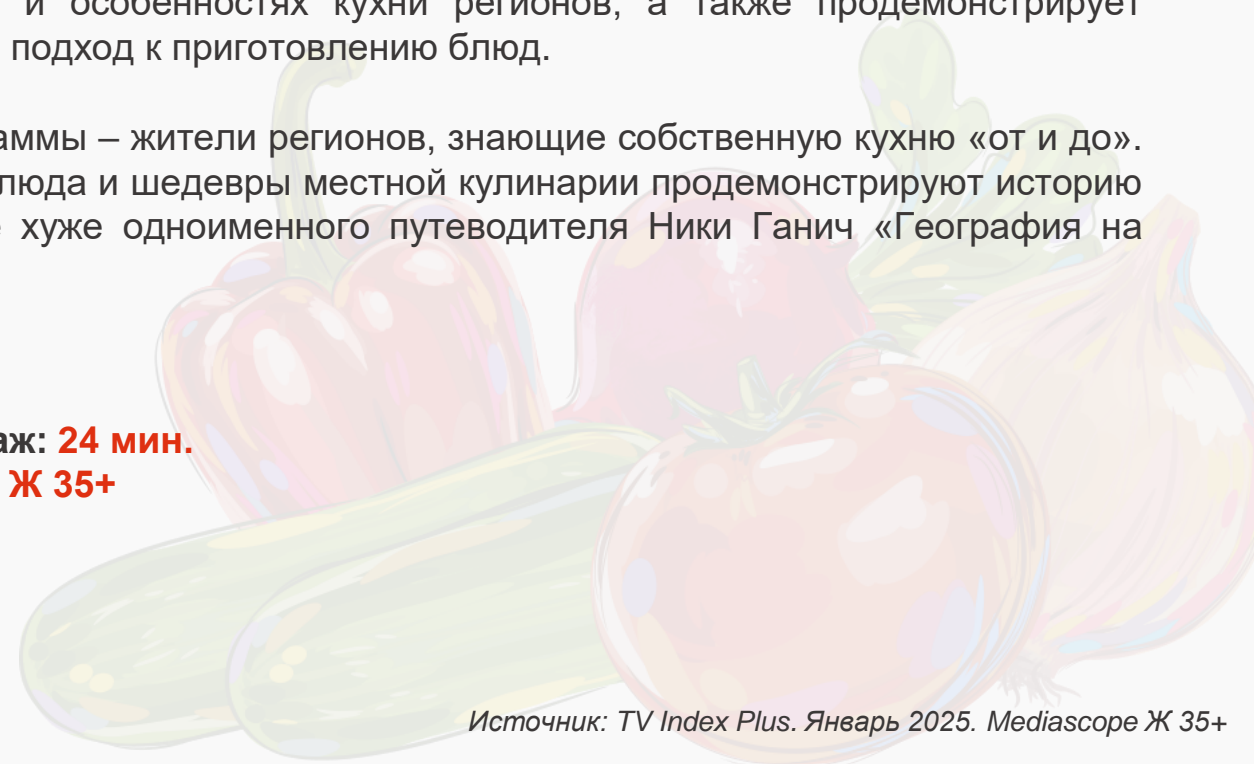 и особенностях кухни регионов, а также продемонстрирует
подход к приготовлению блюд.
аммы – жители регионов, знающие собственную кухню «от и до».
люда и шедевры местной кулинарии продемонстрируют историю
хуже одноименного путеводителя Ники Ганич «География на
аж: 24 мин.
Ж 35+
Источник: TV Index Plus. Январь 2025. Mediascope Ж 35+